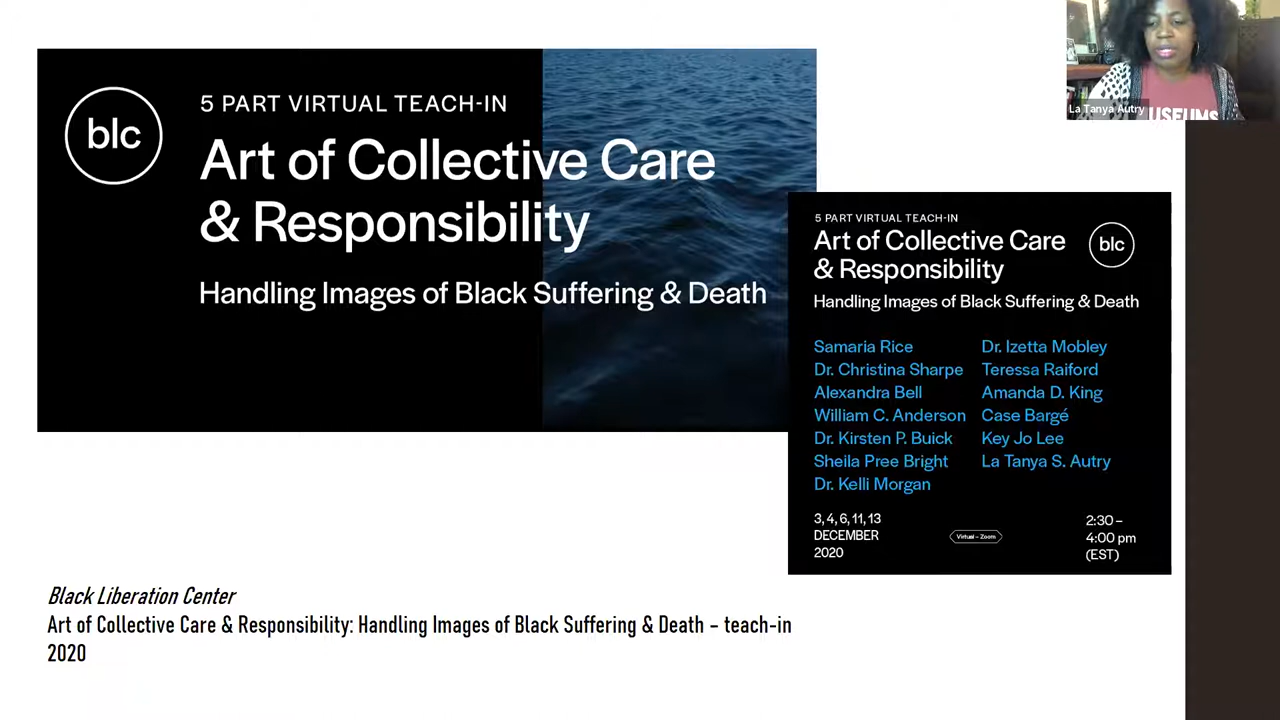 blc
5 PART VIRTUAL TEACH-IN
Art of Collective Care
& Responsibility
Handling Images of Black Suffering & Death
La Tanya Autry
USEUMS
5 PART VIRTUAL TEACH-IN
Art of Collective Care
& Responsibility
blc
Handling Images of Black Suffering & Death
Samaria Rice
Dr. Christina Sharpe
Alexandra Bell
William C. Anderson
Dr. Kirsten P. Buick
Sheila Pree Bright
Dr. Kelli Morgan
Dr. Izetta Mobley
Teressa Raiford
Amanda D. King
Case Bargé
Key Jo Lee
La Tanya S. Autry
3, 4, 6, 11, 13
DECEMBER
2020
Virtual – Zoom
2:30 –
4:00 pm
(EST)
Black Liberation Center
Art of Collective Care & Responsibility: Handling Images of Black Suffering & Death – teach-in
2020